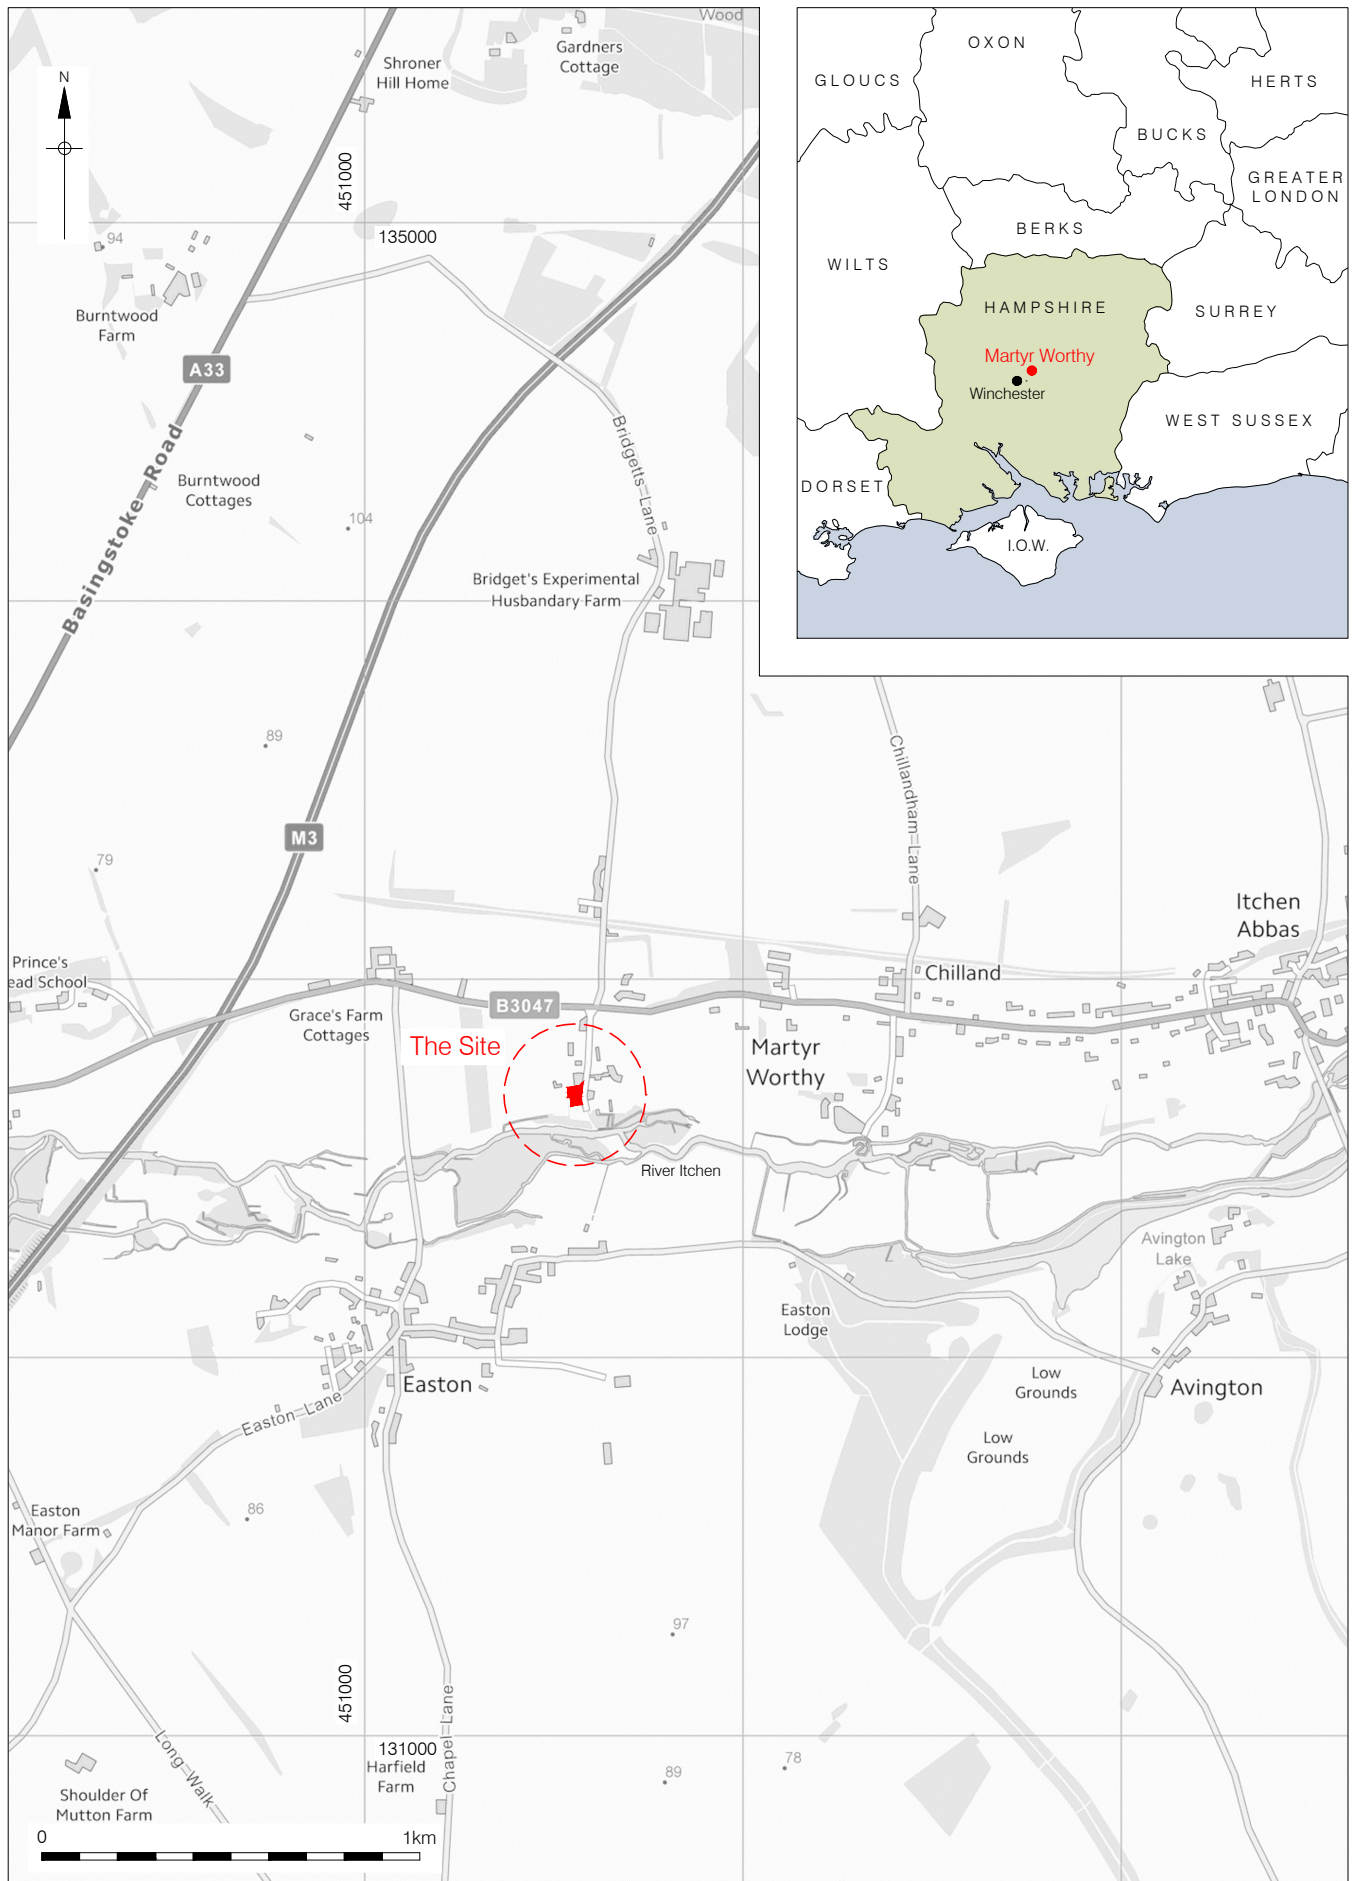 Wood
Gardners
Cottage
Shroner
Hill Home
N
451000
135000
94
Burntwood
Farm
A33
Basingstoke Road
Burntwood
Cottages
104
Bridgetts Lane
Bridget's Experimental
Husbandary Farm
89
M3
79
Chillandham Lane
Itchen
Abbas
Prince's
ead School
Chilland
B3047
Grace's Farm
Cottages
The Site
Martyr
Worthy
River Itchen
Avington
Lake
Easton
Lodge
Easton
Low
Grounds
Avington
Easton Lane
Low
Grounds
86
Easton
Manor Farm
97
451000
131000
Harfield
Farm
Chapel Lane
Long Walk
89
78
Shoulder Of
Mutton Farm
0
1km
OXON
GLOUCS
HERTS
BUCKS
GREATER
LONDON
BERKS
WILTS
HAMPSHIRE
SURREY
Martyr Worthy
Winchester
WEST SUSSEX
DORSET
I.O.W.